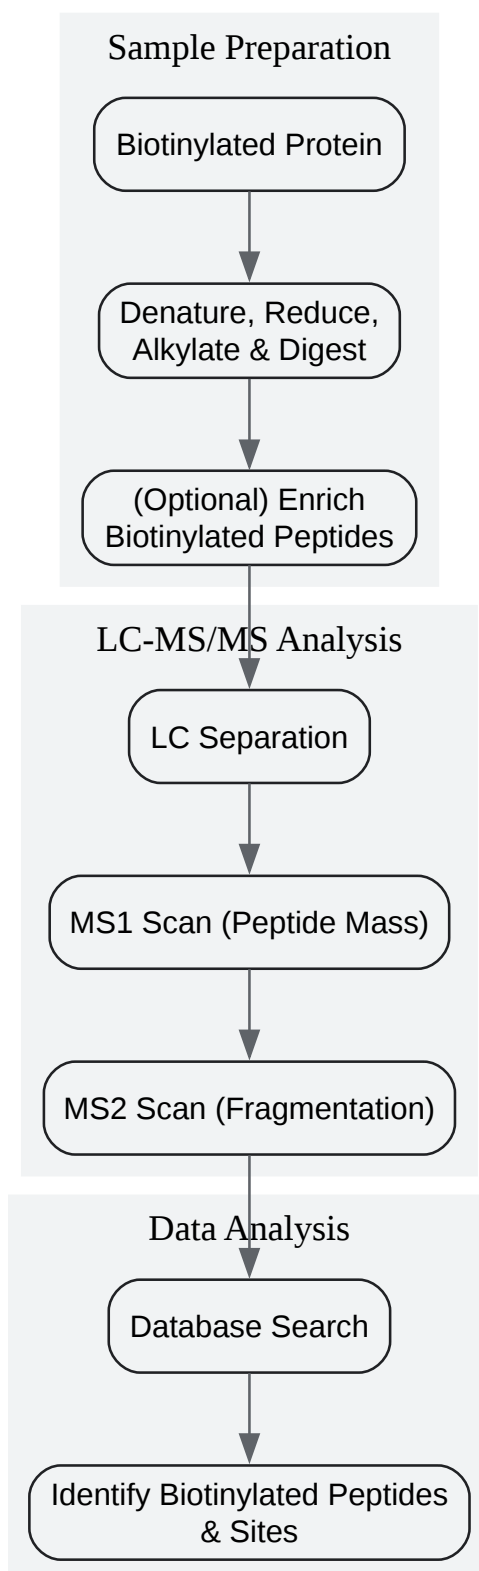 Sample Preparation
Biotinylated Protein
Denature, Reduce,
Alkylate & Digest
(Optional) Enrich
Biotinylated Peptides
LC-MS/MS Analysis
LC Separation
MS1 Scan (Peptide Mass)
MS2 Scan (Fragmentation)
Data Analysis
Database Search
Identify Biotinylated Peptides
& Sites